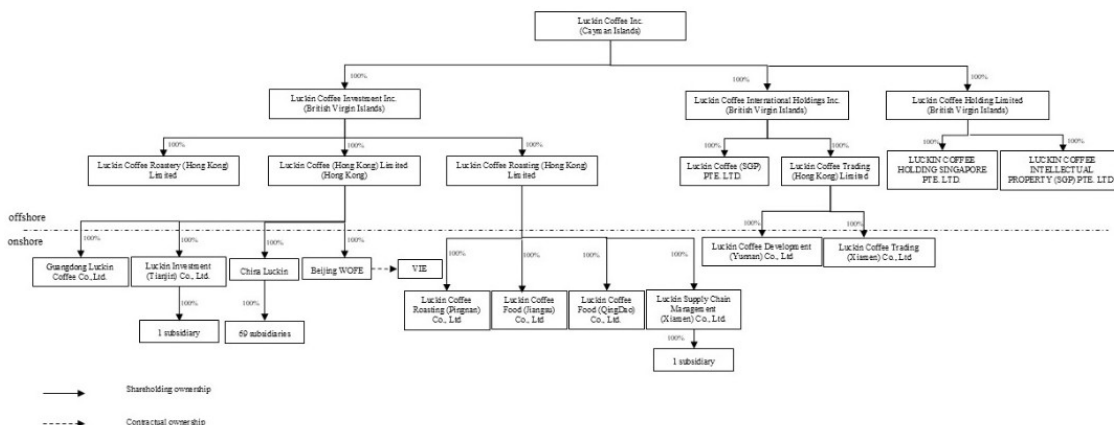 Luckin Coffee Inc.
(Cayman Islands)
100%
100%
100%
Luckin Coffee Investment Inc.
(British Virgin Islands)
Luckin Coffee International Holdings Inc.
(British Virgin Islands)
Luckin Coffee Holding Limited
(British Virgin Islands)
100%
100%
100%
100%
100%
100%
100%
Luckin Coffee Roastery (Hong Kong)
Limited
Luckin Coffee (Hong Kong) Limited
(Hong Kong)
Luckin Coffee Roasting (Hong Kong)
Limited
Luckin Coffee (SGP)
PTE. LTD.
Luckin Coffee Trading
(Hong Kong) Limited
LUCKIN COFFEE
HOLDING SINGAPORE
PTE. LTD.
LUCKIN COFFEE
INTELLECTUAL
PROPERTY (SGP) PTE. LTD.
offshore
onshore
100%
100%
100%
100%
100%
100%
100%
100%
100%
100%
Guangdong Luckin
Coffee Co., Ltd.
Luckin Investment
(Tianjin) Co., Ltd.
China Luckin
Beijing WOFE
VIE
Luckin Coffee Development
(Yunnan) Co., Ltd
Luckin Coffee Trading
(Xiamen) Co., Ltd
Luckin Coffee
Roasting (Pingnan)
Co., Ltd
Luckin Coffee
Food (Jiangsu)
Co., Ltd
Luckin Coffee
Food (QingDao)
Co., Ltd.
Luckin Supply Chain
Management
(Xiamen) Co., Ltd.
100%
100%
100%
1 subsidiary
69 subsidiaries
1 subsidiary
Shareholding ownership
Contractual ownership